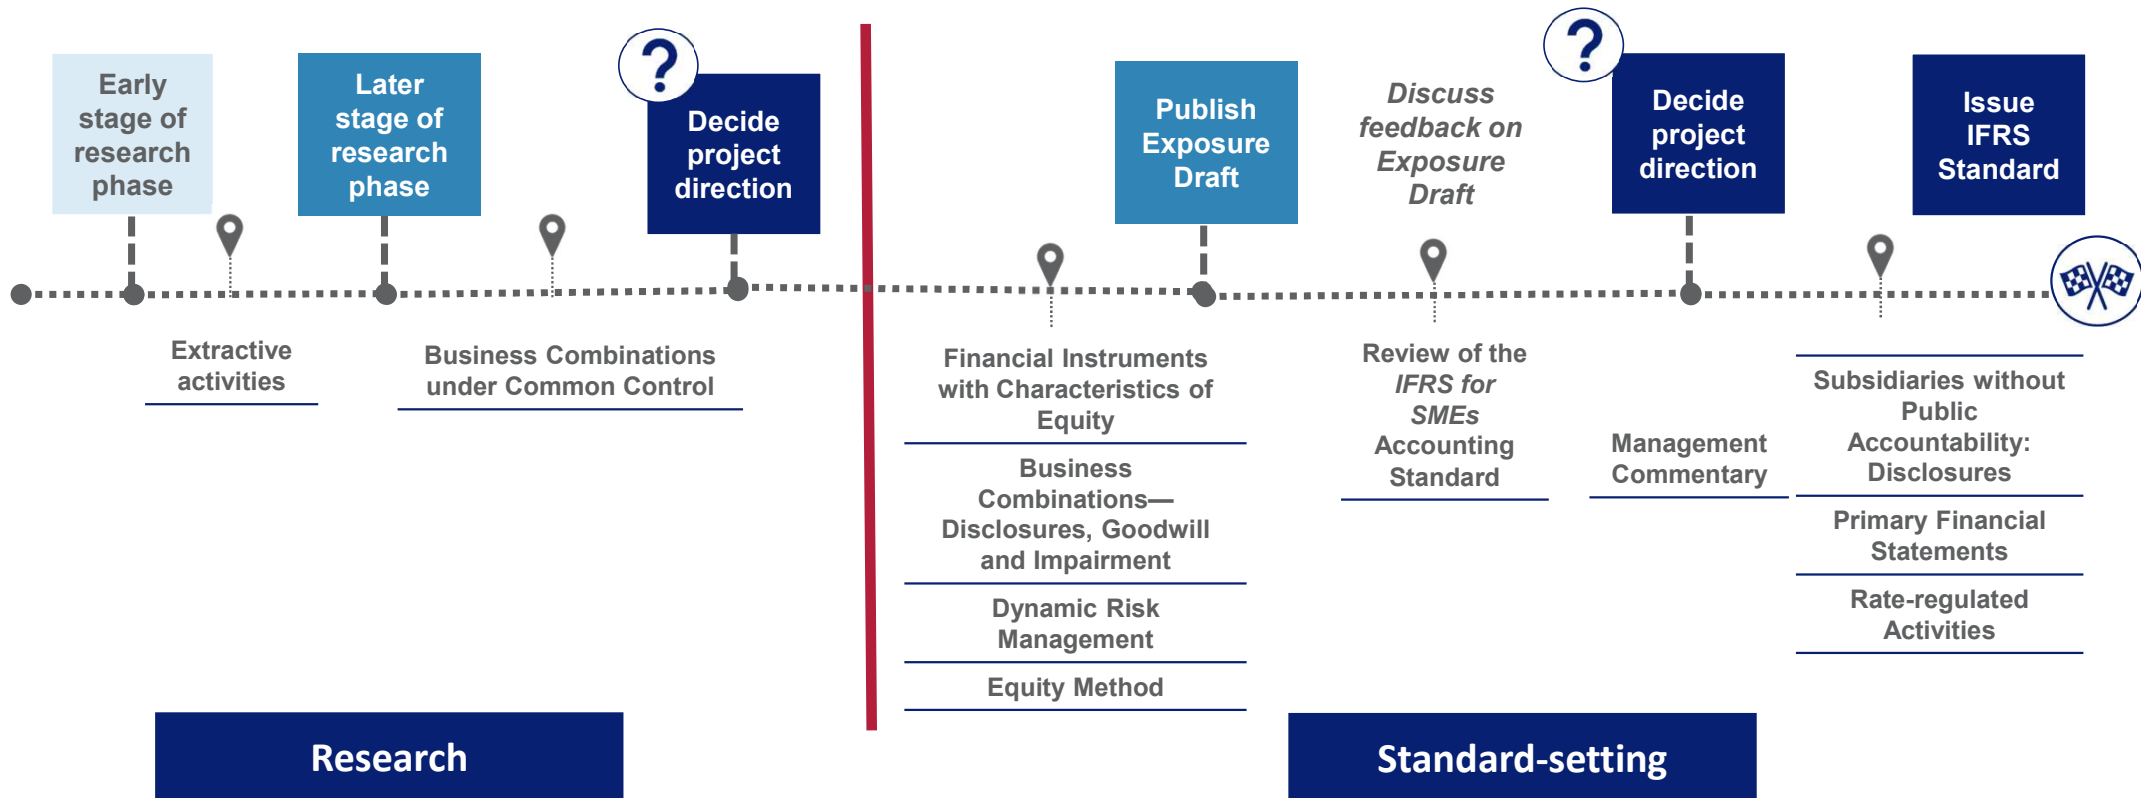 Early
stage of
research
phase
Later
stage of
research
phase
?
Decide
project
direction
Publish
Exposure
Draft
Discuss
feedback on
Exposure
Draft
?
Decide
project
direction
Issue
IFRS
Standard
Extractive
activities
Business Combinations
under Common Control
Financial Instruments
with Characteristics of
Equity
Business
Combinations—
Disclosures, Goodwill
and Impairment
Dynamic Risk
Management
Equity Method
Review of the
IFRS for
SMEs
Accounting
Standard
Management
Commentary
Subsidiaries without
Public
Accountability:
Disclosures
Primary Financial
Statements
Rate-regulated
Activities
Research
Standard-setting